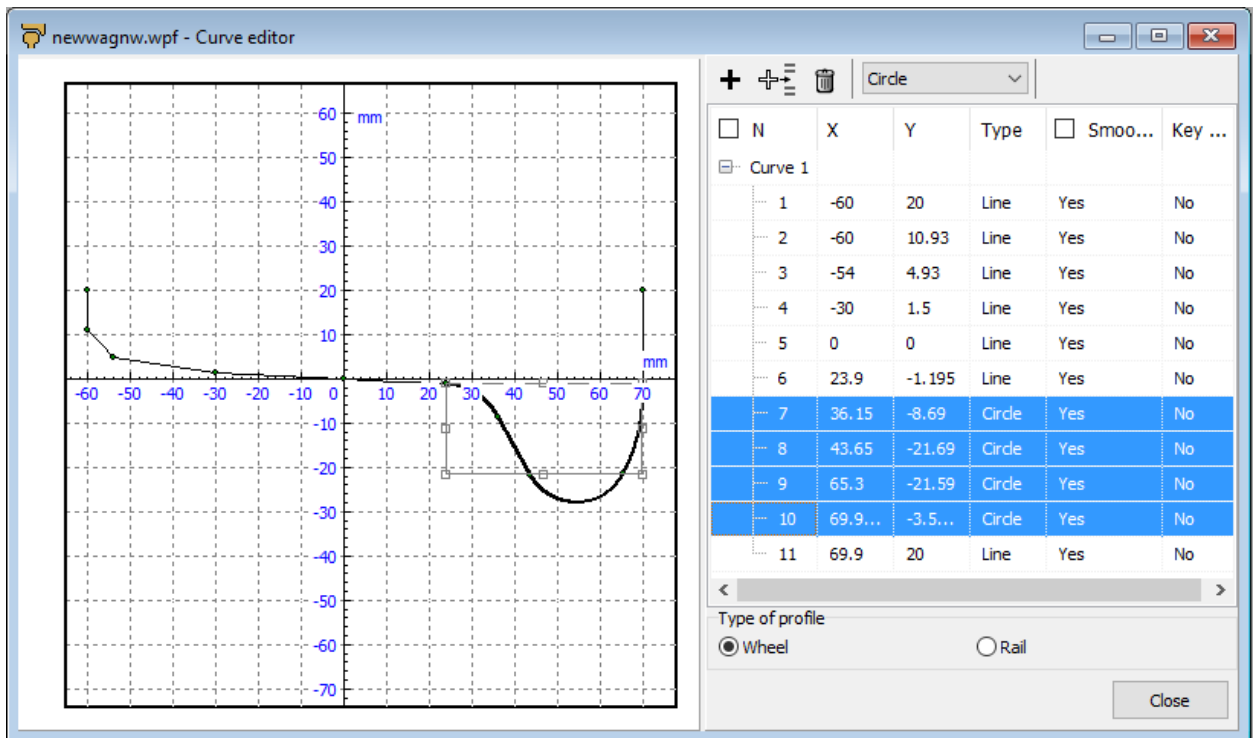 newwagnw.wpf - Curve editor
Circle
N X Y Type Smoo... Key ...
Curve 1
1 -60 20 Line Yes No
2 -60 10.93 Line Yes No
3 -54 4.93 Line Yes No
4 -30 1.5 Line Yes No
5 0 0 Line Yes No
6 23.9 -1.195 Line Yes No
7 36.15 -8.69 Circle Yes No
8 43.65 -21.69 Circle Yes No
9 65.3 -21.59 Circle Yes No
10 69.9... -3.5... Circle Yes No
11 69.9 20 Line Yes No
Type of profile
Wheel Rail
Close
60 mm
50
40
30
20
10
mm
-60 -50 -40 -30 -20 -10 0 10 20 30 40 50 60 70
-10
-20
-30
-40
-50
-60
-70